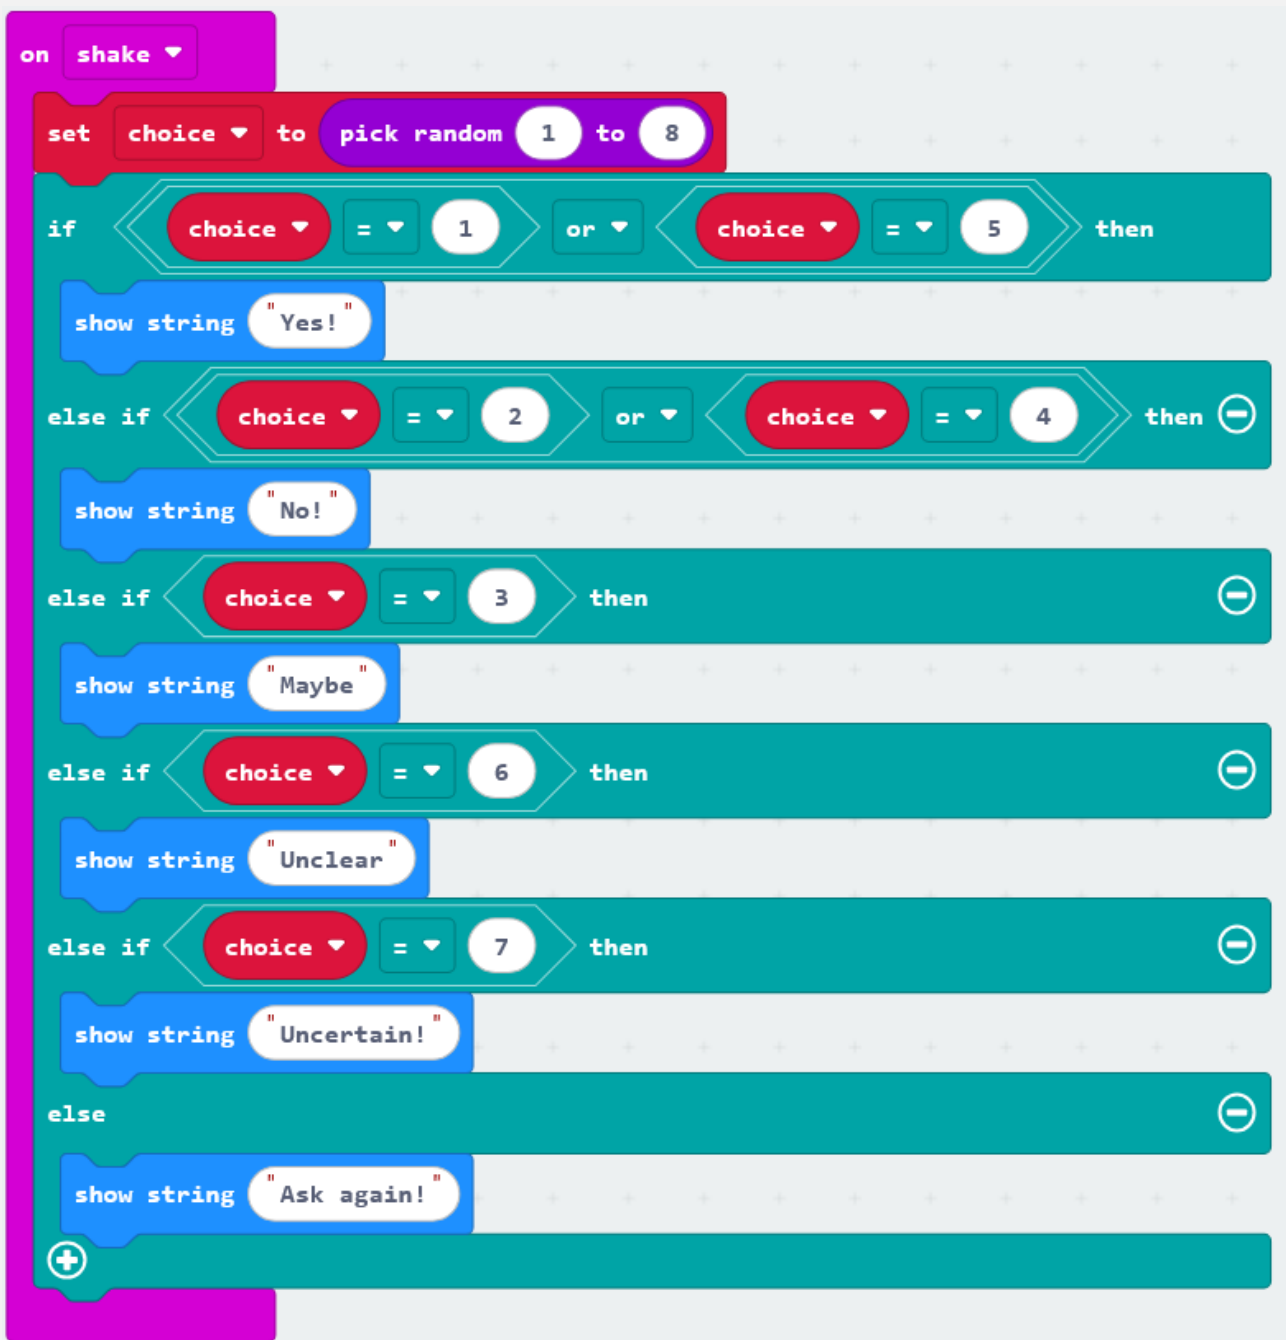 on shake
set choice to pick random 1 to 8
if choice = 1 or choice = 5 then
show string "Yes!"
else if choice = 2 or choice = 4 then
show string "No!"
else if choice = 3 then
show string "Maybe"
else if choice = 6 then
show string "Unclear"
else if choice = 7 then
show string "Uncertain!"
else
show string "Ask again!"